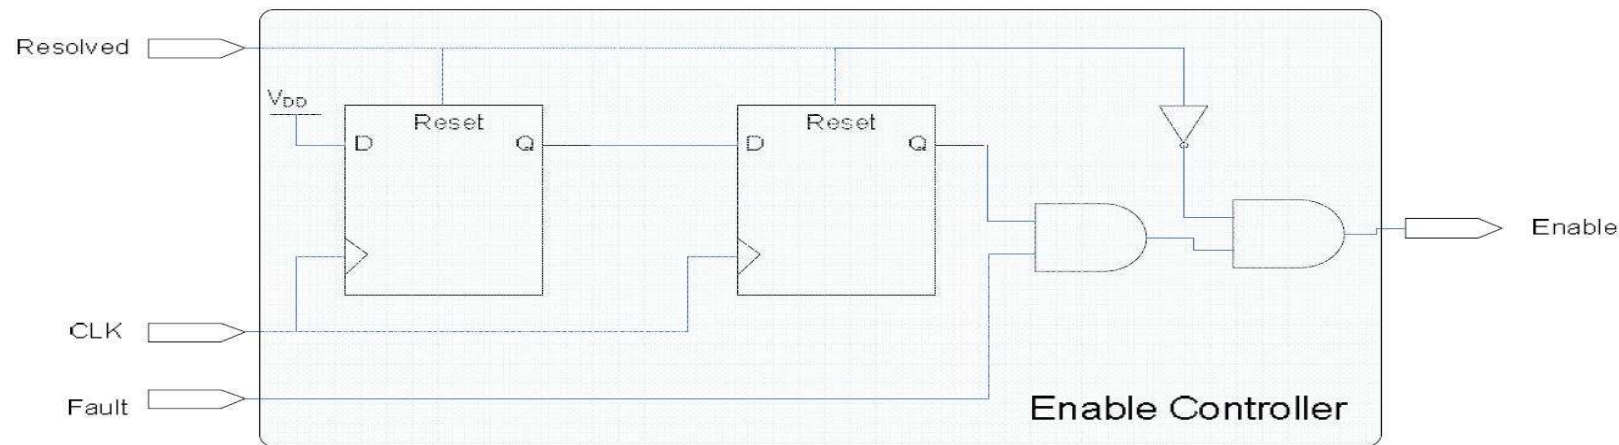 Resolved
VDD
Reset
Reset
D
Q
D
Q
Enable
CLK
Fault
Enable Controller